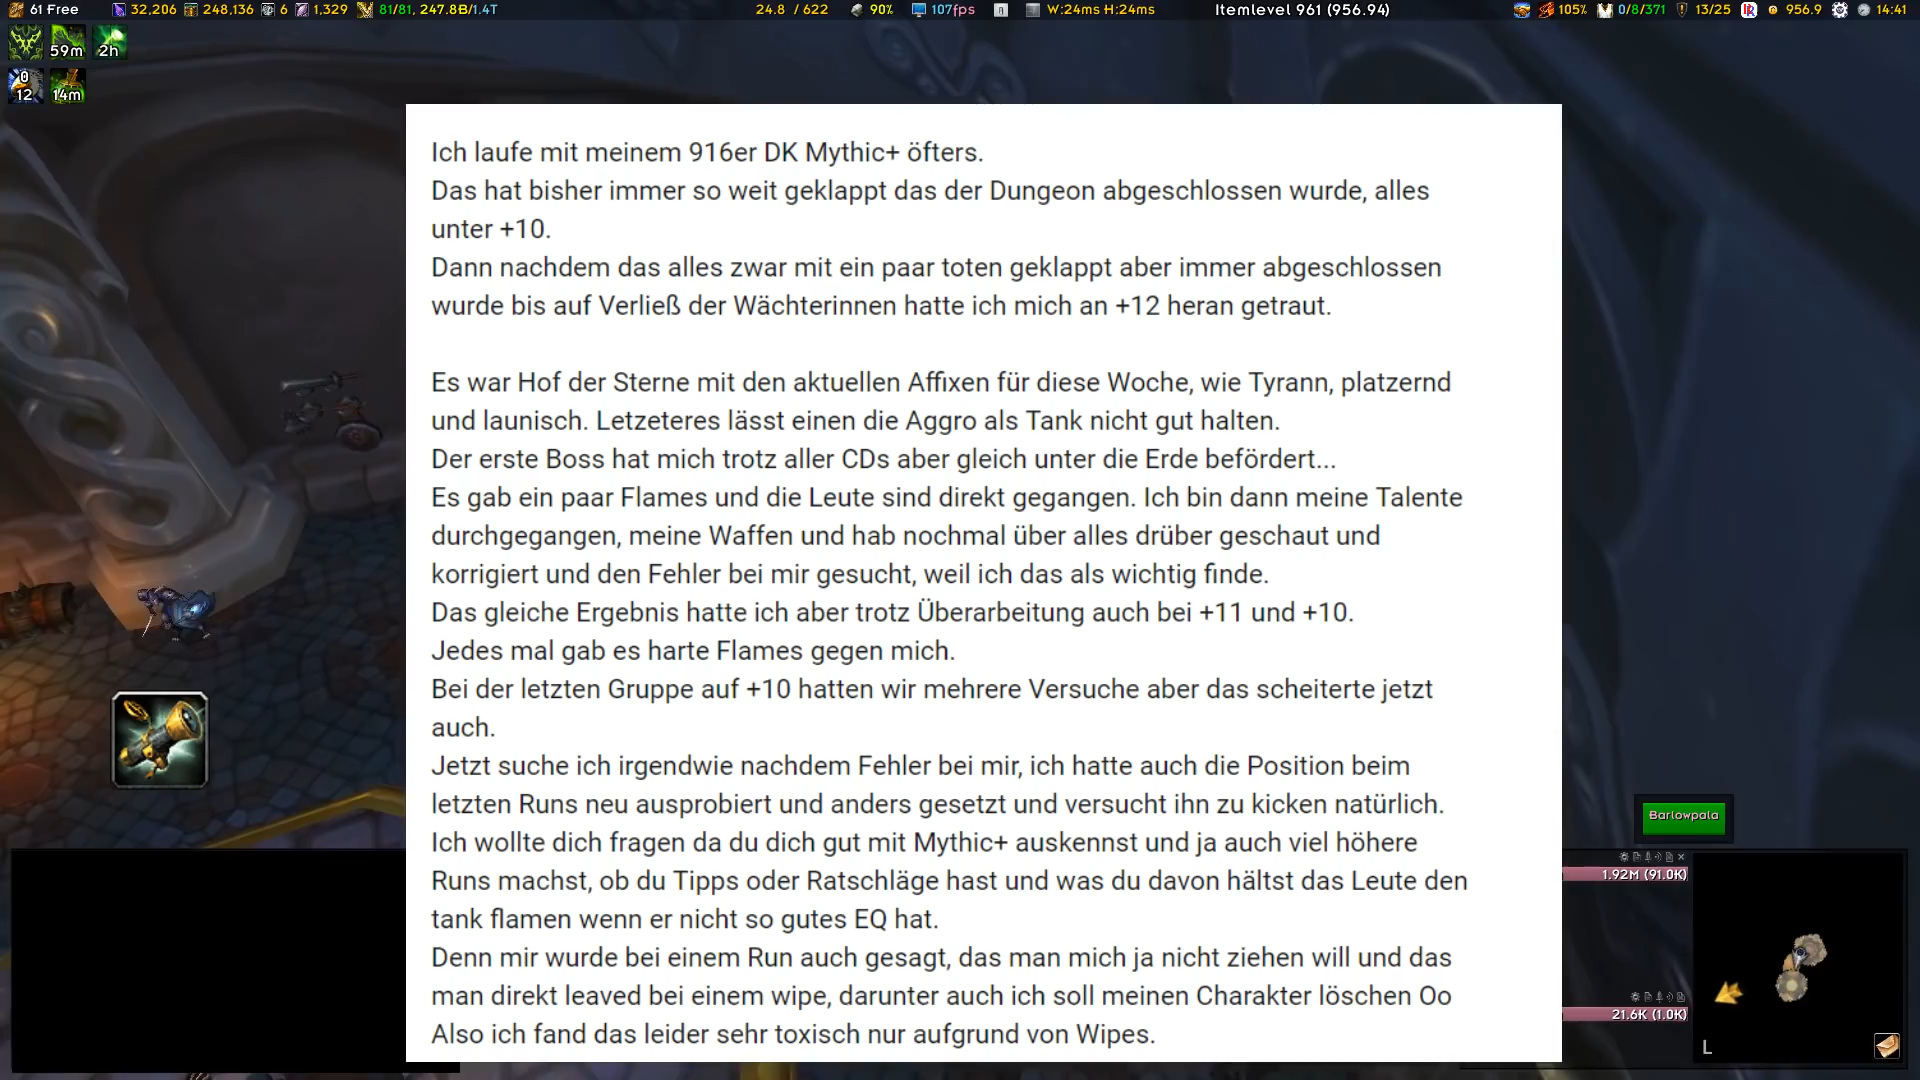 61 Free 32,206 248,136 6 1,329 81/81, 247.8B/1.4T 24.8 / 622 90% 107fps W:24ms H:24ms Itemlevel 961 (956.94) 105% 0/8/371 13/25 956.9 14:41
59m 2h
0
12 14m
Ich laufe mit meinem 916er DK Mythic+ öfters.
Das hat bisher immer so weit geklappt das der Dungeon abgeschlossen wurde, alles
unter +10.
Dann nachdem das alles zwar mit ein paar toten geklappt aber immer abgeschlossen
wurde bis auf Verließ der Wächterinnen hatte ich mich an +12 heran getraut.
Es war Hof der Sterne mit den aktuellen Affixen für diese Woche, wie Tyrann, platzernd
und launisch. Letzeteres lässt einen die Aggro als Tank nicht gut halten.
Der erste Boss hat mich trotz aller CDs aber gleich unter die Erde befördert...
Es gab ein paar Flames und die Leute sind direkt gegangen. Ich bin dann meine Talente
durchgegangen, meine Waffen und hab nochmal über alles drüber geschaut und
korrigiert und den Fehler bei mir gesucht, weil ich das als wichtig finde.
Das gleiche Ergebnis hatte ich aber trotz Überarbeitung auch bei +11 und +10.
Jedes mal gab es harte Flames gegen mich.
Bei der letzten Gruppe auf +10 hatten wir mehrere Versuche aber das scheiterte jetzt
auch.
Jetzt suche ich irgendwie nachdem Fehler bei mir, ich hatte auch die Position beim
letzten Runs neu ausprobiert und anders gesetzt und versucht ihn zu kicken natürlich.
Ich wollte dich fragen da du dich gut mit Mythic+ auskennst und ja auch viel höhere
Runs machst, ob du Tipps oder Ratschläge hast und was du davon hältst das Leute den
tank flamen wenn er nicht so gutes EQ hat.
Denn mir wurde bei einem Run auch gesagt, das man mich ja nicht ziehen will und das
man direkt leaved bei einem wipe, darunter auch ich soll meinen Charakter löschen Oo
Also ich fand das leider sehr toxisch nur aufgrund von Wipes.
Barlowpala
1.92M (91.0K)
21.6K (1.0K)
L